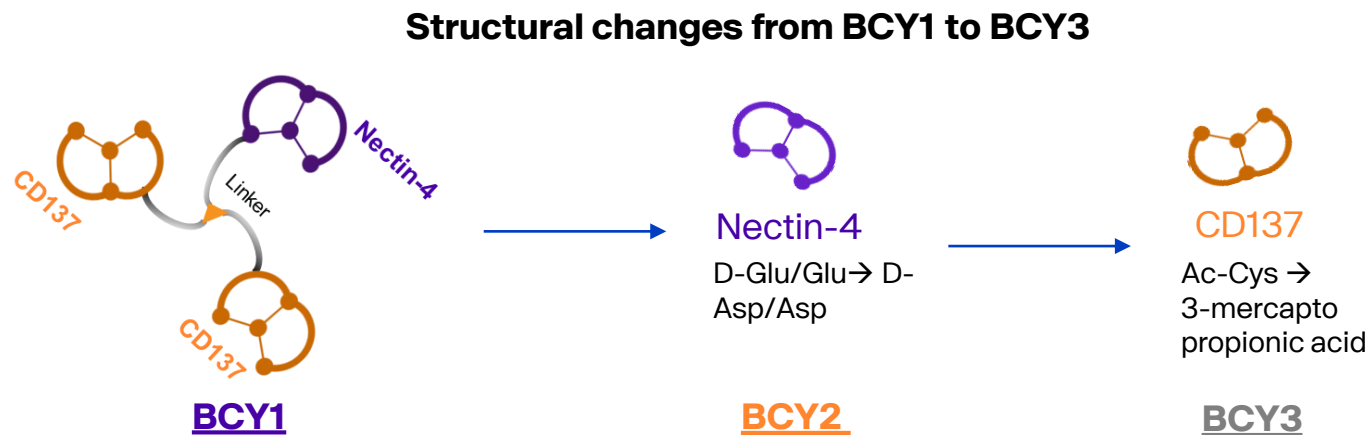 Structural changes from BCY1 to BCY3
Nectin-4
CD137
Linker
CD137
BCY1
Nectin-4
D-Glu/Glu→ D-
Asp/Asp
BCY2
CD137
Ac-Cys →
3-mercapto
propionic acid
BCY3